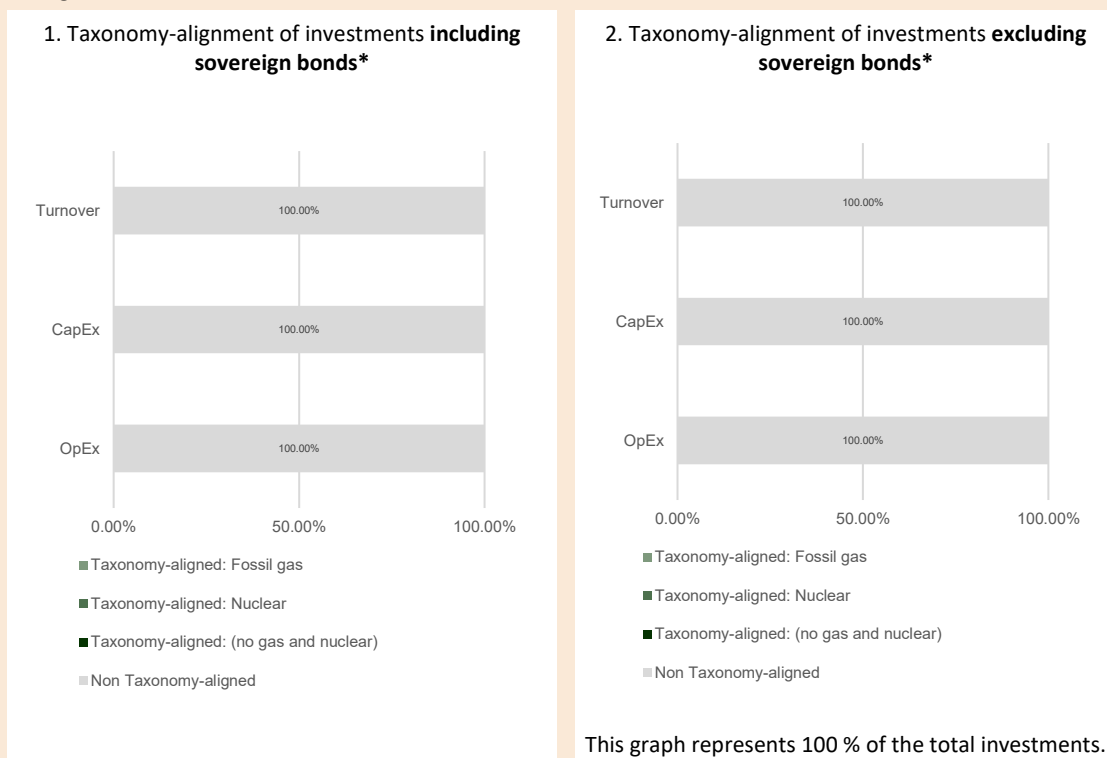 1. Taxonomy-alignment of investments including
sovereign bonds*
Turnover
100.00%
CapEx
100.00%
OpEx
100.00%
0.00%
50.00%
100.00%
Taxonomy-aligned: Fossil gas
Taxonomy-aligned: Nuclear
Taxonomy-aligned: (no gas and nuclear)
Non Taxonomy-aligned
2. Taxonomy-alignment of investments excluding
sovereign bonds*
Turnover
100.00%
CapEx
100.00%
OpEx
100.00%
0.00%
50.00%
100.00%
Taxonomy-aligned: Fossil gas
Taxonomy-aligned: Nuclear
Taxonomy-aligned: (no gas and nuclear)
Non Taxonomy-aligned
This graph represents 100 % of the total investments.